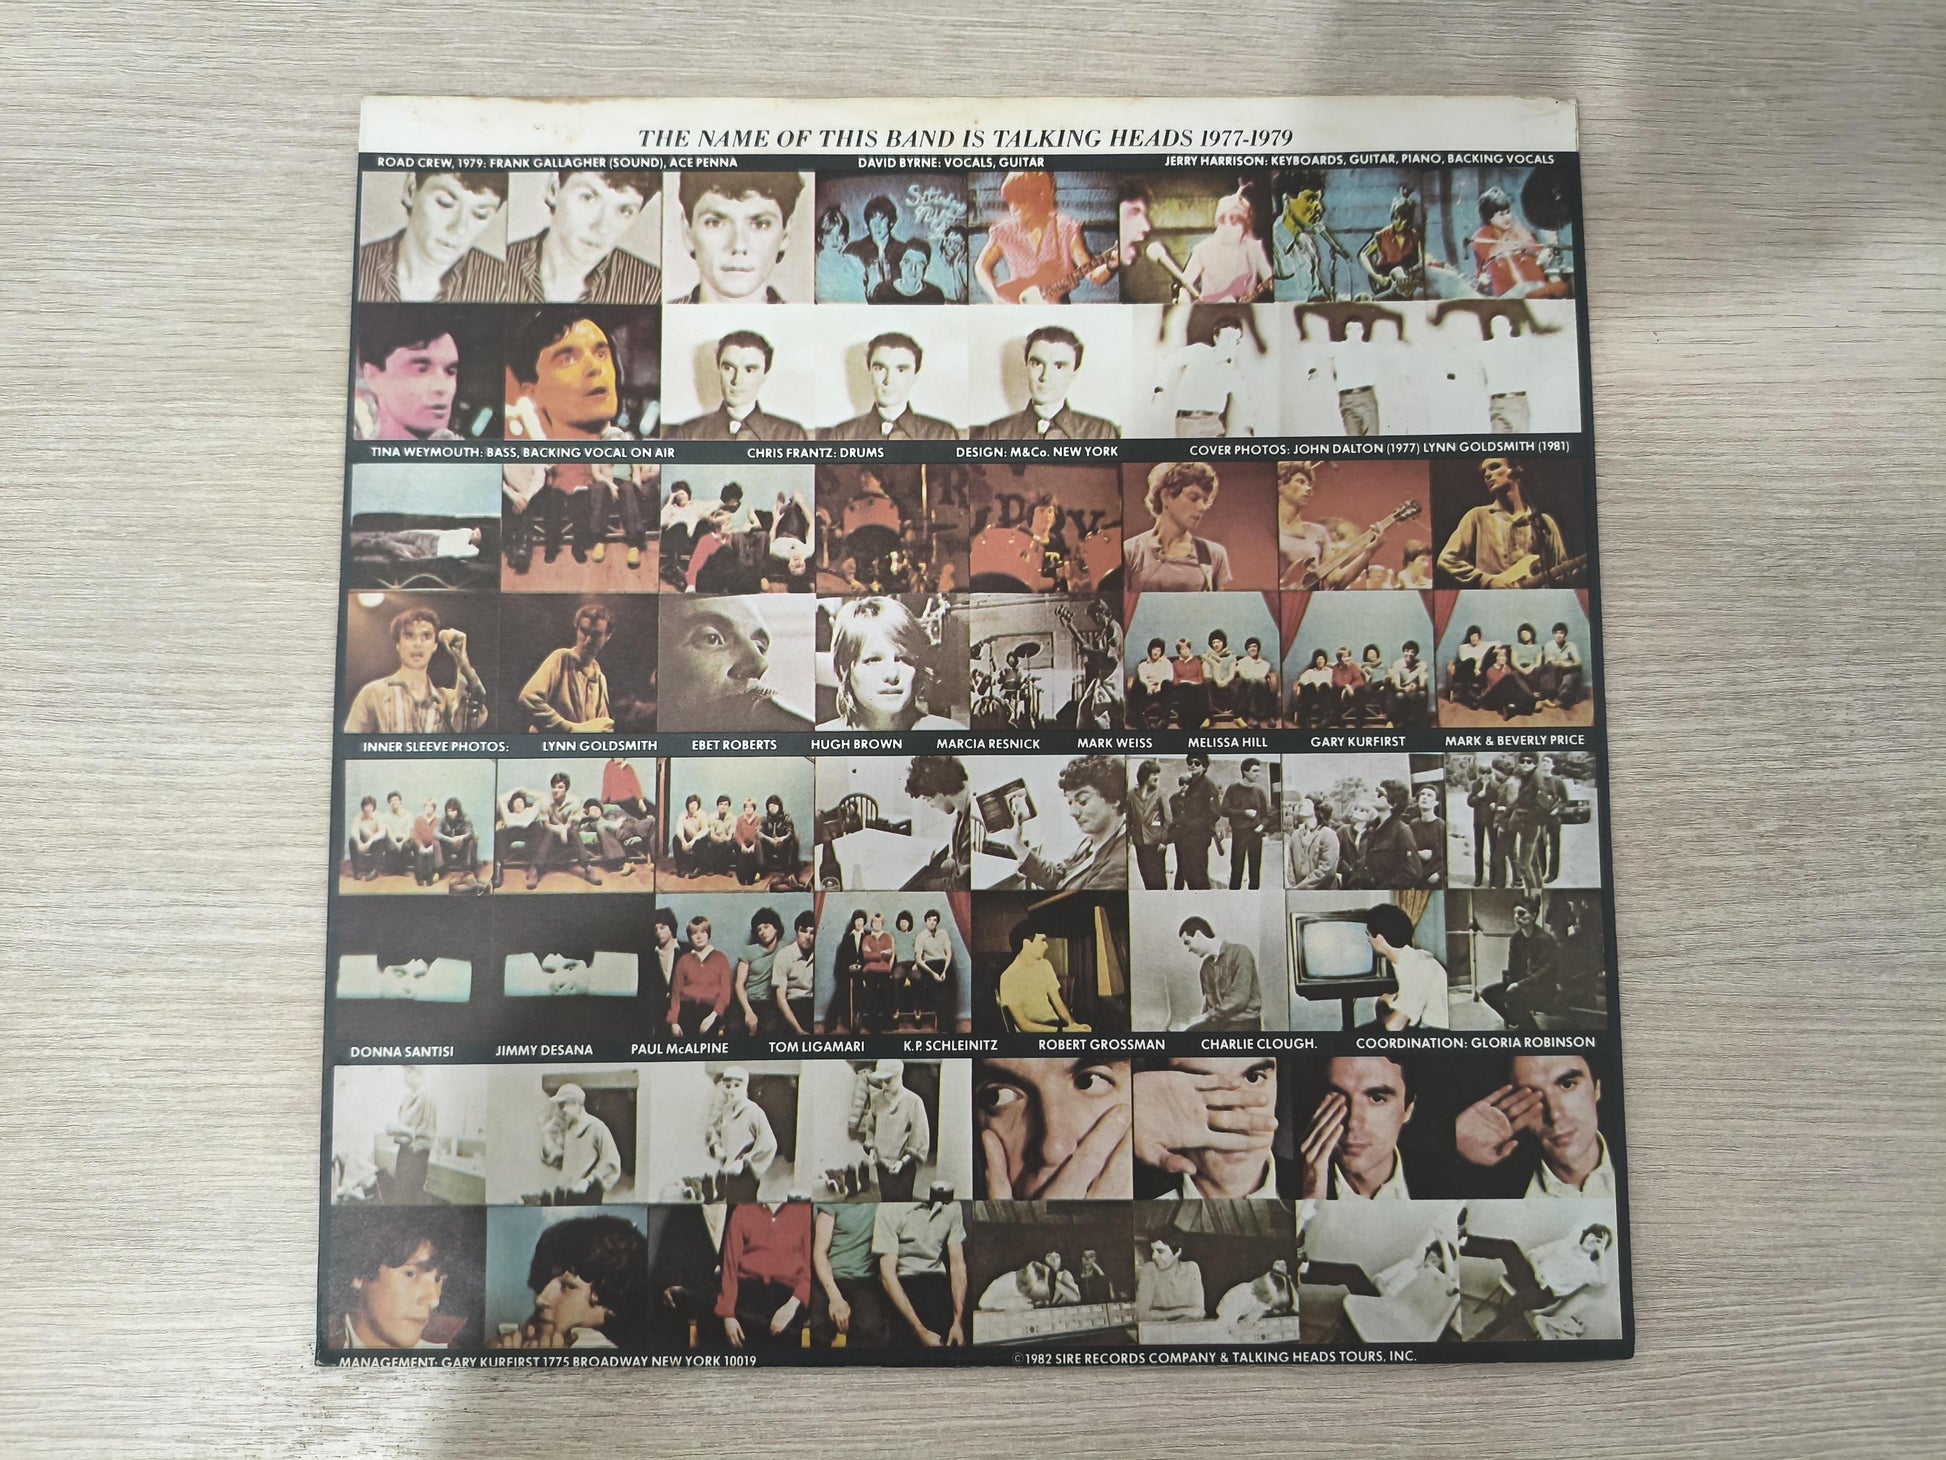 THE NAME OF THIS BAND IS TALKING HEADS 1977-1979
ROAD CREW, 1979: FRANK GALLAGHER (SOUND), ACE PENNA DAVID BYRNE: VOCALS, GUITAR JERRY HARRISON: KEYBOARDS, GUITAR, PIANO, BACKING VOCALS
TINA WEYMOUTH: BASS, BACKING VOCAL ON AIR CHRIS FRANTZ: DRUMS DESIGN: M&Co. NEW YORK COVER PHOTOS: JOHN DALTON (1977) LYNN GOLDSMITH (1981)
INNER SLEEVE PHOTOS: LYNN GOLDSMITH EBET ROBERTS HUGH BROWN MARCIA RESNICK MARK WEISS MELISSA HILL GARY KURFIRST MARK & BEVERLY PRICE
DONNA SANTISI JIMMY DESANA PAUL McALPINE TOM LIGAMARI K.P. SCHLEINITZ ROBERT GROSSMAN CHARLIE CLOUGH. COORDINATION: GLORIA ROBINSON
MANAGEMENT: GARY KURFIRST 1775 BROADWAY NEW YORK 10019 ©1982 SIRE RECORDS COMPANY & TALKING HEADS TOURS, INC.